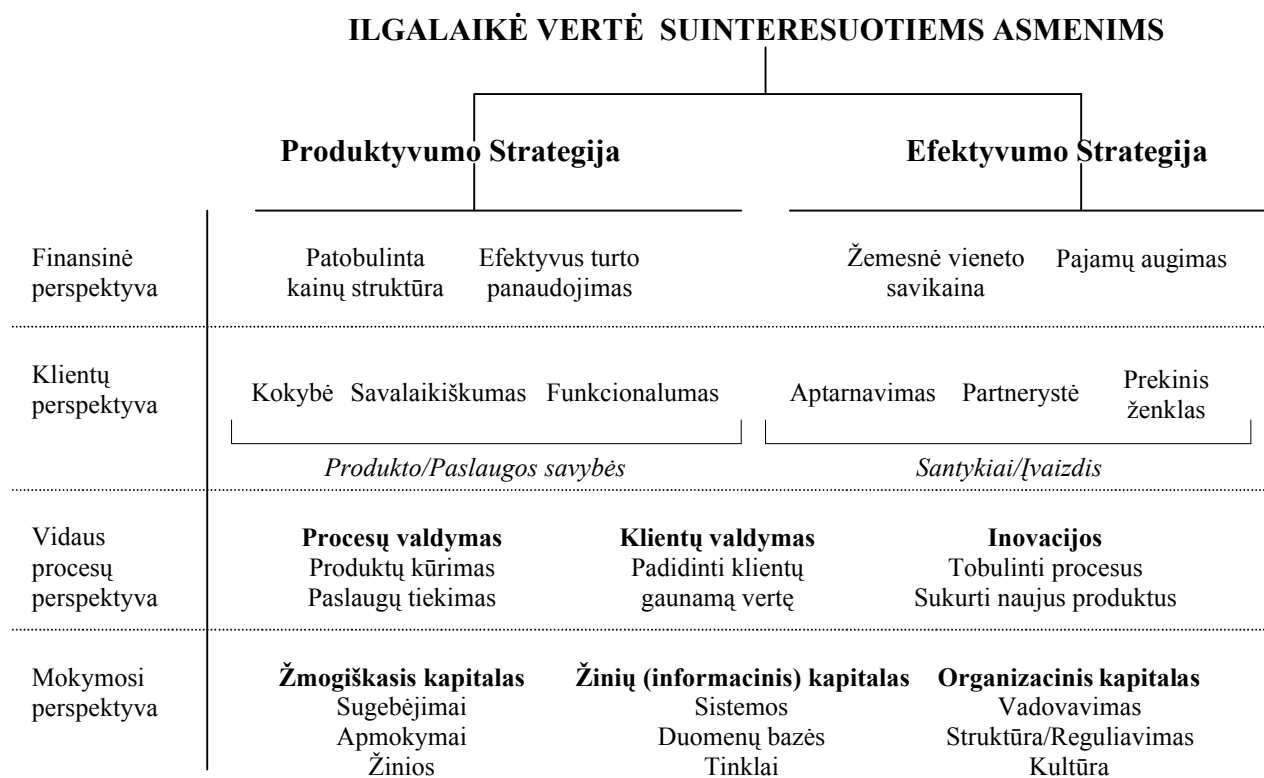 ILGALAIKĖ VERTĖ SUINTERESUOTIEMS ASMENIMS
Produktyvumo Strategija
Efektyvumo Strategija
Finansinė
perspektyva
Patobulinta
kainų struktūra
Efektyvus turto
panaudojimas
Žemesnė vieneto
savikaina
Pajamų augimas
Klientų
perspektyva
Kokybė
Savalaikiškumas
Funkcionalumas
Aptarnavimas
Partnerystė
Prekinis
ženklas
Produkto/Paslaugos savybės
Santykiai/Įvaizdis
Vidaus
procesų
perspektyva
Procesų valdymas
Produktų kūrimas
Paslaugų tiekimas
Klientų valdymas
Padidinti klientų
gaunamą vertę
Inovacijos
Tobulinti procesus
Sukurti naujus produktus
Mokymosi
perspektyva
Žmogiškasis kapitalas
Sugebėjimai
Apmokymai
Žinios
Žinių (informacinis) kapitalas
Sistemos
Duomenų bazės
Tinklai
Organizacinis kapitalas
Vadovavimas
Struktūra/Reguliavimas
Kultūra